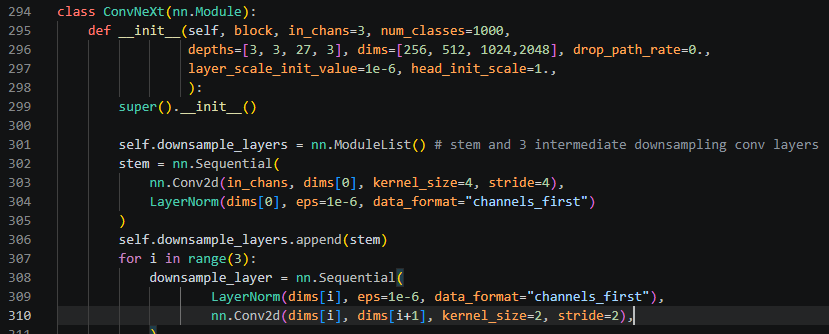 294 class ConvNeXt(nn.Module):
295     def __init__(self, block, in_chans=3, num_classes=1000,
296                  depths=[3, 3, 27, 3], dims=[256, 512, 1024,2048], drop_path_rate=0.,
297                  layer_scale_init_value=1e-6, head_init_scale=1.,
298                  ):
299         super().__init__()
300
301         self.downsample_layers = nn.ModuleList() # stem and 3 intermediate downsampling conv layers
302         stem = nn.Sequential(
303             nn.Conv2d(in_chans, dims[0], kernel_size=4, stride=4),
304             LayerNorm(dims[0], eps=1e-6, data_format="channels_first")
305         )
306         self.downsample_layers.append(stem)
307         for i in range(3):
308             downsample_layer = nn.Sequential(
309                     LayerNorm(dims[i], eps=1e-6, data_format="channels_first"),
310                     nn.Conv2d(dims[i], dims[i+1], kernel_size=2, stride=2),
311             )